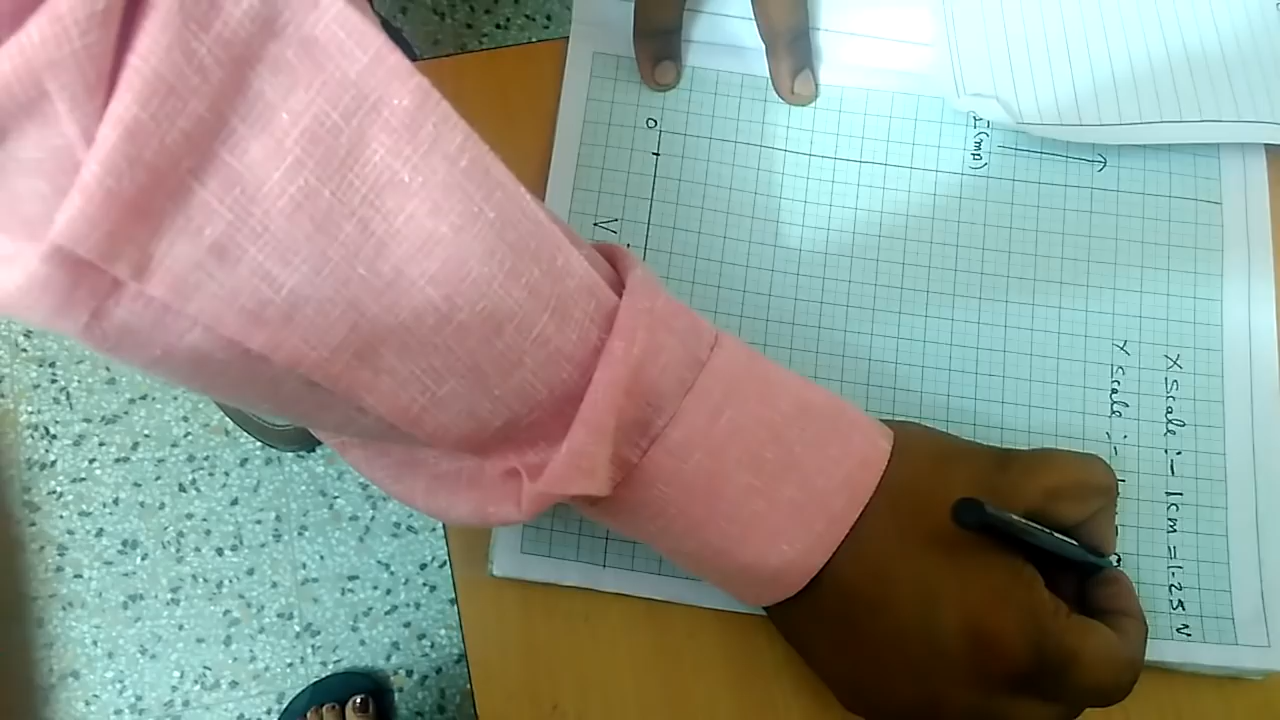 X scale :- 1cm = 1.25 V
Y scale :-
I (mA)
0
V